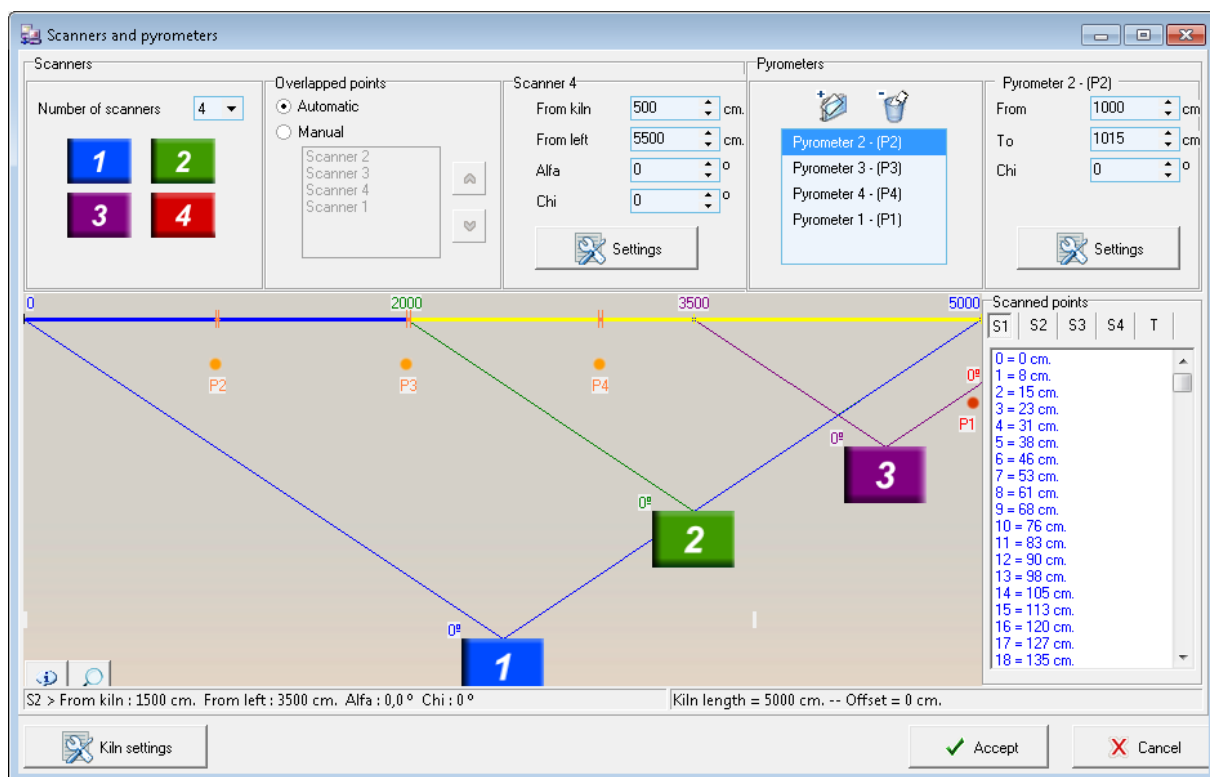 Scanners and pyrometers
Scanners
Number of scanners 4
1 2
3 4
Overlapped points
Automatic
Manual
Scanner 2
Scanner 3
Scanner 4
Scanner 1
Scanner 4
From kiln 500 cm.
From left 5500 cm.
Alfa 0 º
Chi 0 º
Settings
Pyrometers
Pyrometer 2 - (P2)
Pyrometer 3 - (P3)
Pyrometer 4 - (P4)
Pyrometer 1 - (P1)
Pyrometer 2 - (P2)
From 1000 cm
To 1015 cm
Chi 0 º
Settings
0 2000 3500 5000
P2 P3 P4 0º
P1
0º
3
0º
2
0º
1
Scanned points
S1 S2 S3 S4 T
0 = 0 cm.
1 = 8 cm.
2 = 15 cm.
3 = 23 cm.
4 = 31 cm.
5 = 38 cm.
6 = 46 cm.
7 = 53 cm.
8 = 61 cm.
9 = 68 cm.
10 = 76 cm.
11 = 83 cm.
12 = 90 cm.
13 = 98 cm.
14 = 105 cm.
15 = 113 cm.
16 = 120 cm.
17 = 127 cm.
18 = 135 cm.
S2 > From kiln : 1500 cm. From left : 3500 cm. Alfa : 0,0 º Chi : 0 º
Kiln length = 5000 cm. -- Offset = 0 cm.
Kiln settings
Accept
Cancel